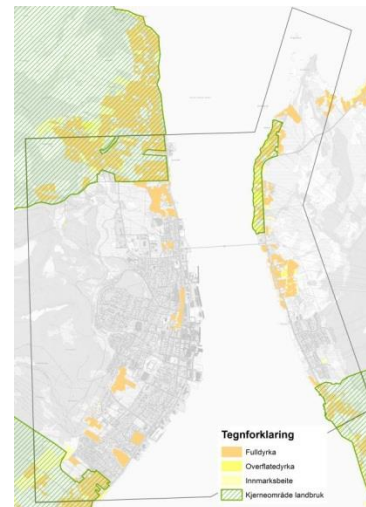 Tegnforklaring
Fulldyrka
Overflatedyrka
Innmarksbeite
Kjerneområde landbruk